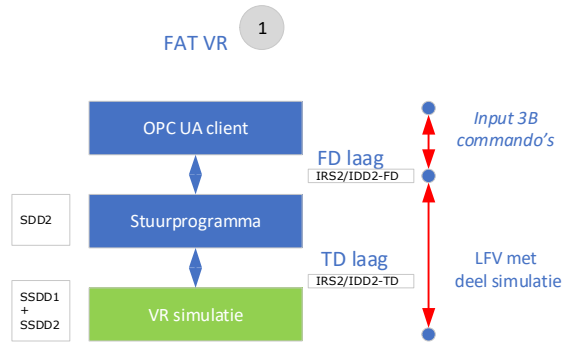 FAT VR
1
OPC UA client
Input 3B
commando's
FD laag
IRS2/IDD2-FD
SDD2
Stuurprogramma
TD laag
IRS2/IDD2-TD
LFV met
deel simulatie
SSDD1
+
SSDD2
VR simulatie